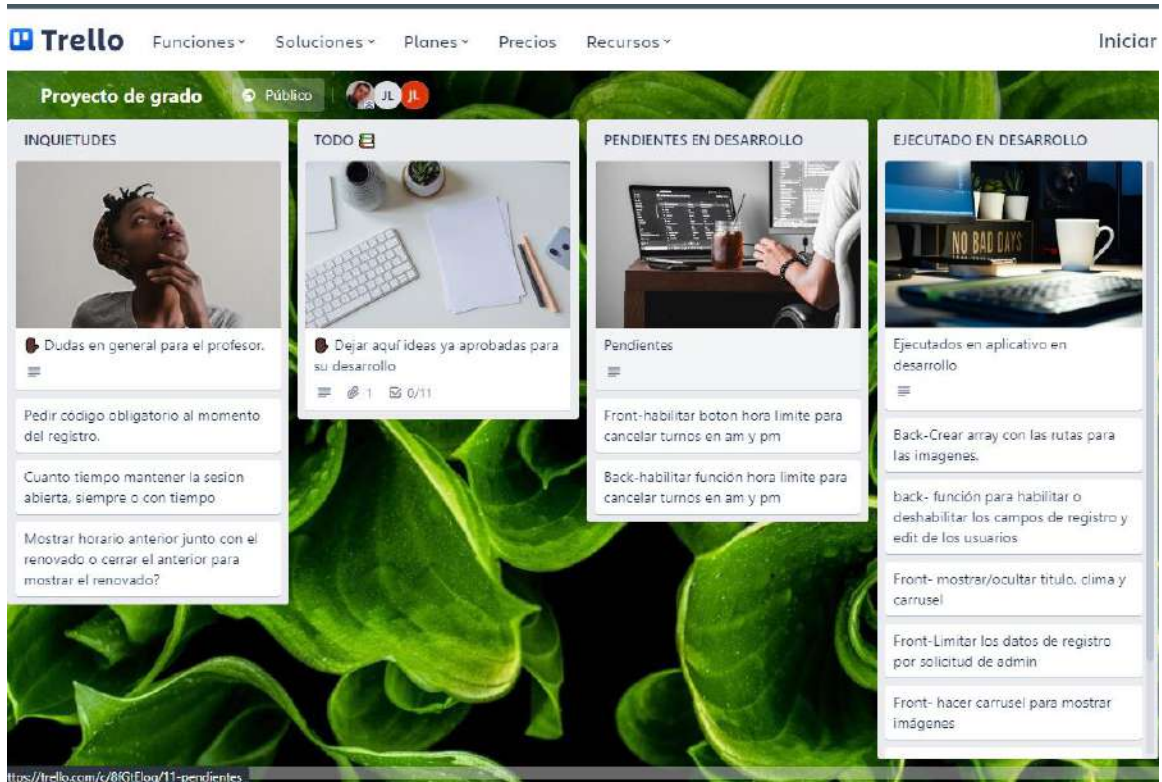 Trello Funciones Soluciones Planes Precios Recursos Iniciar
Proyecto de grado Público JL JL
INQUIETUDES
Dudas en general para el profesor.
Pedir código obligatorio al momento
del registro.
Cuanto tiempo mantener la sesion
abierta, siempre o con tiempo
Mostrar horario anterior junto con el
renovado o cerrar el anterior para
mostrar el renovado?
TODO
Dejar aquí ideas ya aprobadas para
su desarrollo
1 0/11
PENDIENTES EN DESARROLLO
Pendientes
Front-habilitar boton hora limite para
cancelar turnos en am y pm
Back-habilitar función hora limite para
cancelar turnos en am y pm
EJECUTADO EN DESARROLLO
NO BAD DAYS
Ejecutados en aplicativo en
desarrollo
Back-Crear array con las rutas para
las imagenes.
back- función para habilitar o
deshabilitar los campos de registro y
edit de los usuarios
Front- mostrar/ocultar titulo, clima y
carrusel
Front-Limitar los datos de registro
por solicitud de admin
Front- hacer carrusel para mostrar
imágenes